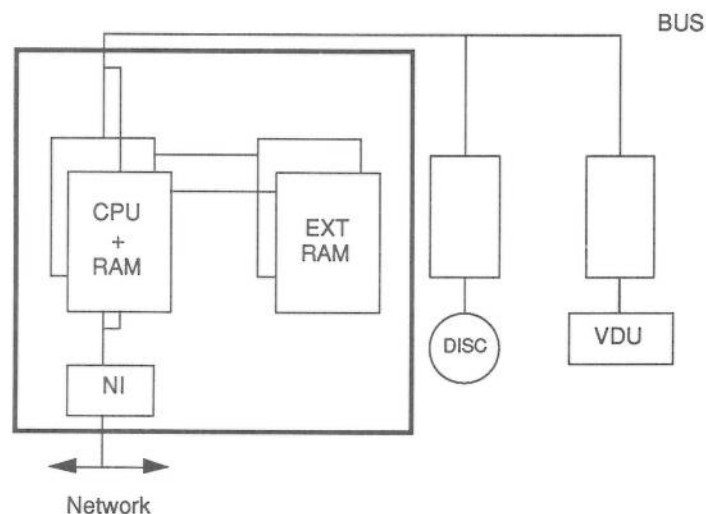 BUS
CPU
+
RAM
EXT
RAM
DISC
VDU
NI
Network